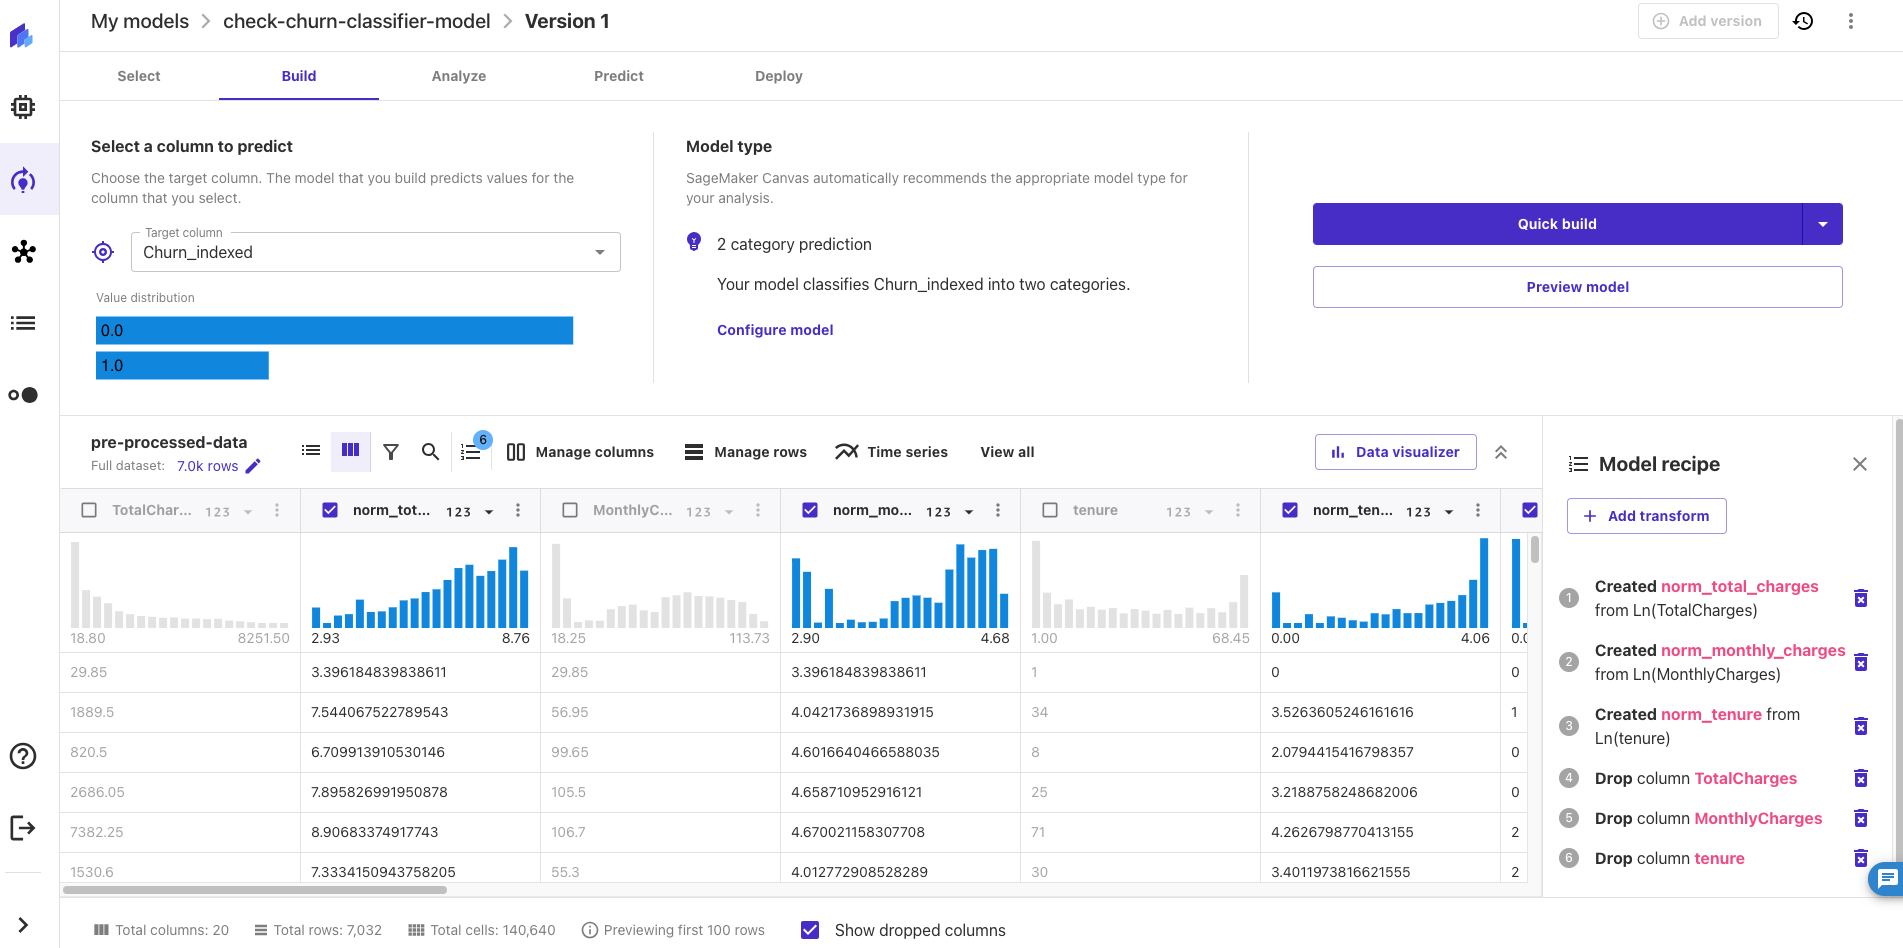 My models > check-churn-classifier-model > Version 1
Add version
Select
Build
Analyze
Predict
Deploy
Select a column to predict
Choose the target column. The model that you build predicts values for the
column that you select.
Target column
Churn_indexed
Value distribution
0.0
1.0
Model type
SageMaker Canvas automatically recommends the appropriate model type for
your analysis.
2 category prediction
Your model classifies Churn_indexed into two categories.
Configure model
Quick build
Preview model
pre-processed-data
Full dataset: 7.0k rows
6
Manage columns
Manage rows
Time series
View all
Data visualizer
TotalChar... 123
norm_tot... 123
MonthlyC... 123
norm_mo... 123
tenure 123
norm_ten... 123
18.80 8251.50
2.93 8.76
18.25 113.73
2.90 4.68
1.00 68.45
0.00 4.06
0.0
29.85 3.396184839838611 29.85 3.396184839838611 1 0 0
1889.5 7.544067522789543 56.95 4.0421736898931915 34 3.5263605246161616 1
820.5 6.709913910530146 99.65 4.6016640466588035 8 2.0794415416798357 0
2686.05 7.895826991950878 105.5 4.658710952916121 25 3.2188758248682006 0
7382.25 8.90683374917743 106.7 4.670021158307708 71 4.2626798770413155 2
1530.6 7.3334150943758205 55.3 4.012772908528289 30 3.4011973816621555 2
Model recipe
Add transform
1 Created norm_total_charges
from Ln(TotalCharges)
2 Created norm_monthly_charges
from Ln(MonthlyCharges)
3 Created norm_tenure from
Ln(tenure)
4 Drop column TotalCharges
5 Drop column MonthlyCharges
6 Drop column tenure
Total columns: 20
Total rows: 7,032
Total cells: 140,640
Previewing first 100 rows
Show dropped columns